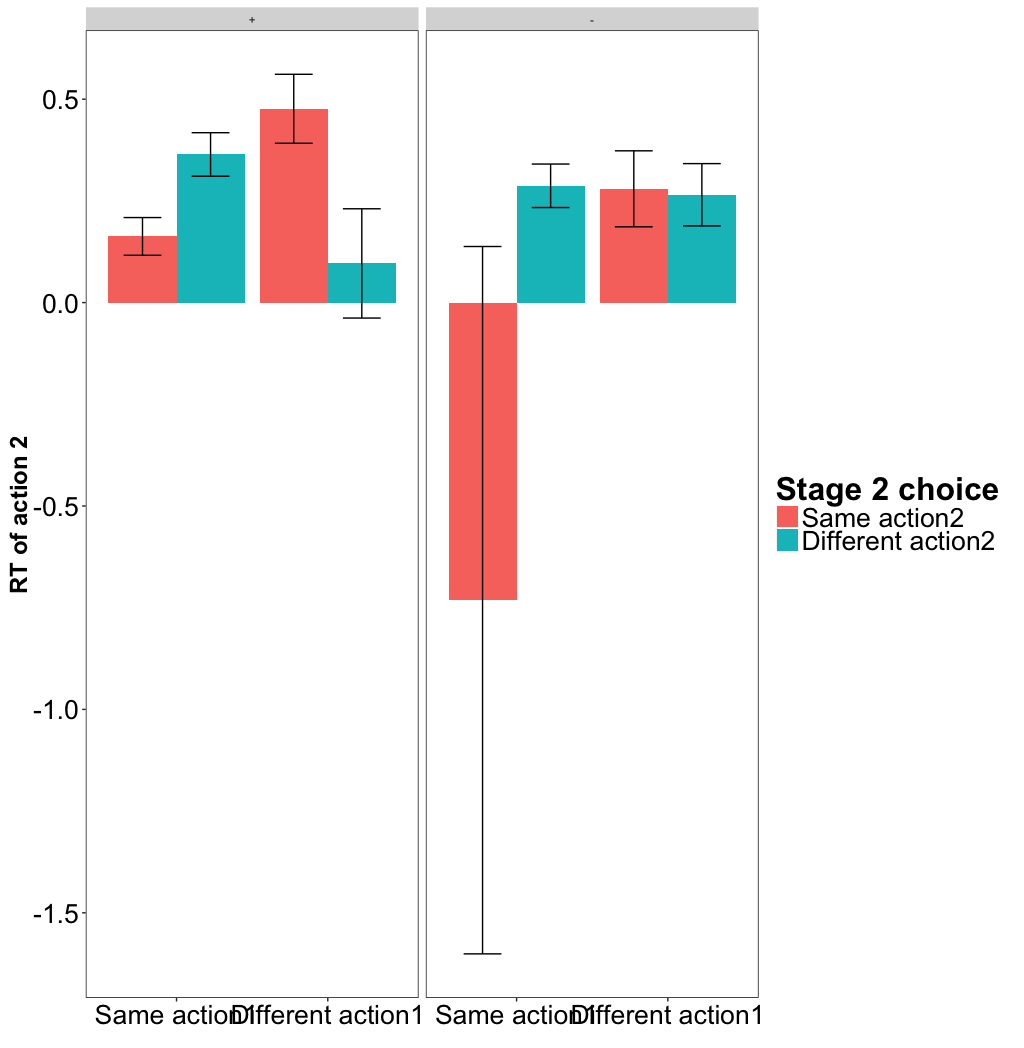 +
-
0.5
0.0
-0.5
-1.0
-1.5
RT of action 2
Same action1
Different action1
Same action1
Different action1
Stage 2 choice
Same action2
Different action2